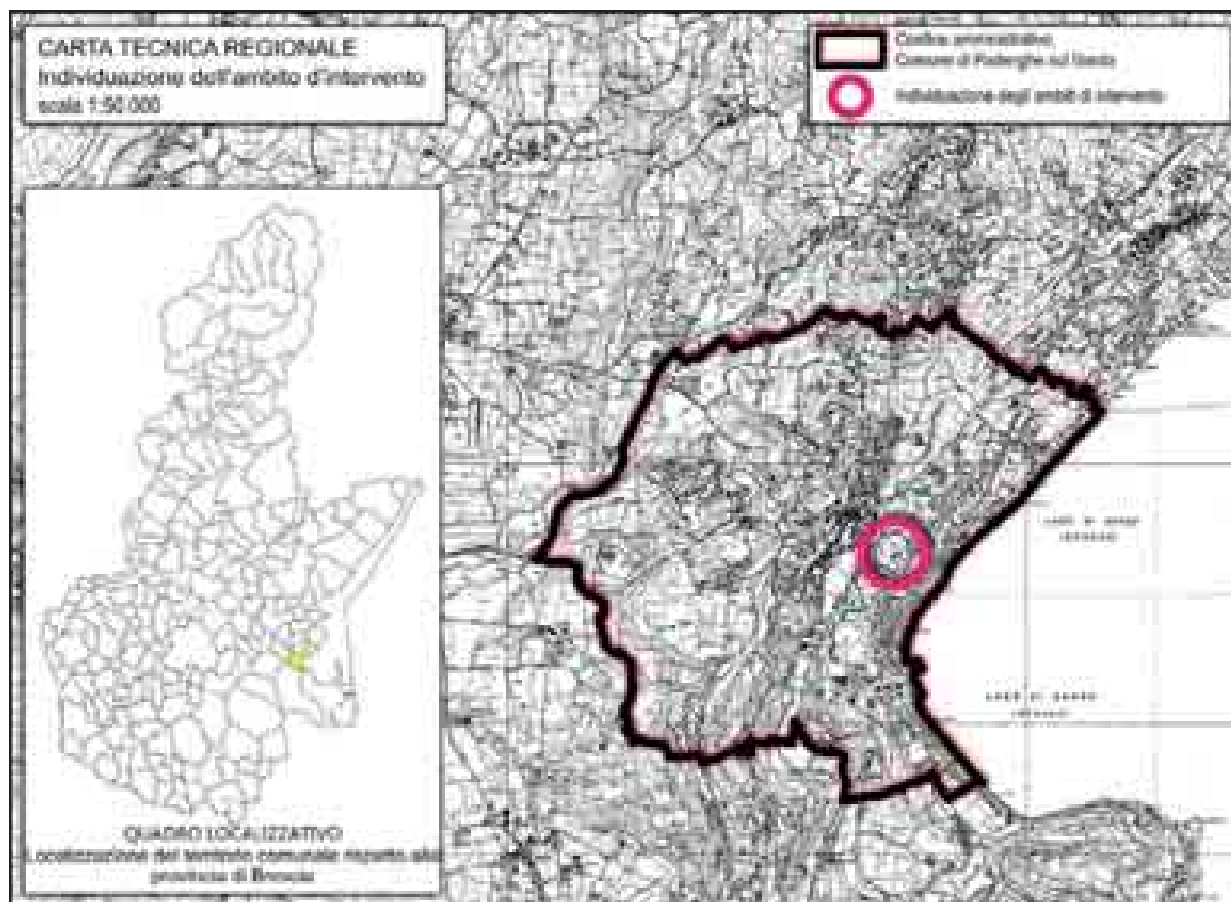 CARTA TECNICA REGIONALE
Individuazione dell'ambito d'intervento
scala 1:50.000
Confine amministrativo,
Comune di Padenghe sul Garda
Individuazione degli ambiti di intervento
QUADRO LOCALIZZATIVO
Localizzazione del territorio comunale rispetto alla
provincia di Brescia
LAGO DI GARDA
LAGO DI GARDA